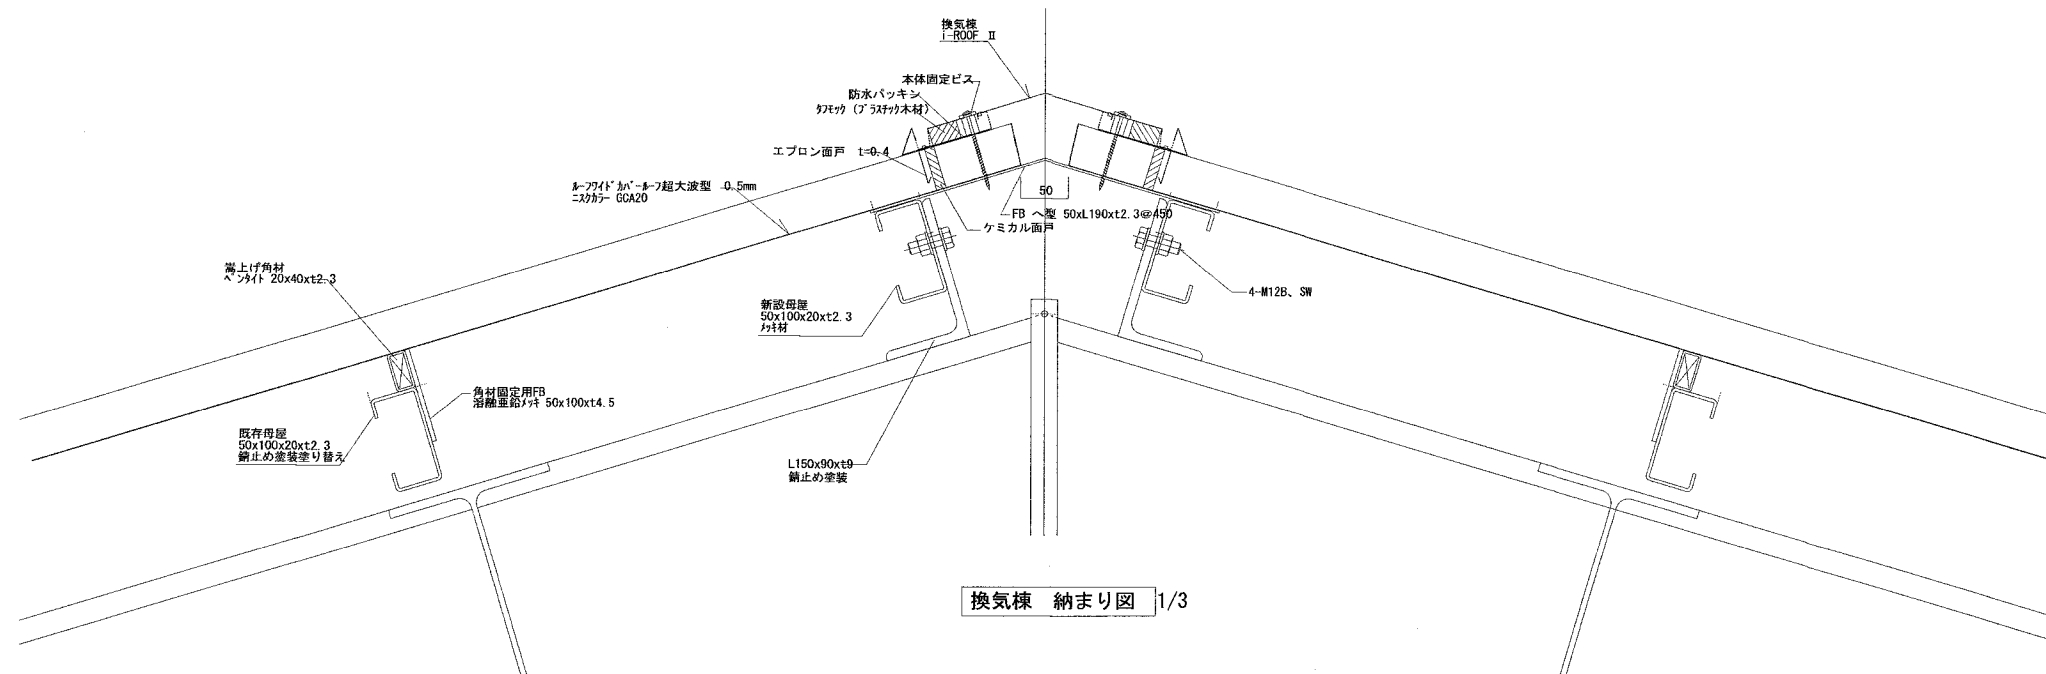 換気棟
i-ROOF Ⅱ
本体固定ビス
防水パッキン
タフモック (プラスチック木材)
エプロン面戸 t=0.4
ルーフワイドカバールーフ超大波型 0.5mm
ニスクカラー GCA20
50
FB へ型 50xL190xt2.3@450
ケミカル面戸
嵩上げ角材
ペンタイト 20x40xt2.3
新設母屋
50x100x20xt2.3
メッキ材
4-M12B、SW
角材固定用FB
溶融亜鉛メッキ 50x100xt4.5
既存母屋
50x100x20xt2.3
錆止め塗装塗り替え
L150x90xt9
錆止め塗装
換気棟 納まり図 1/3